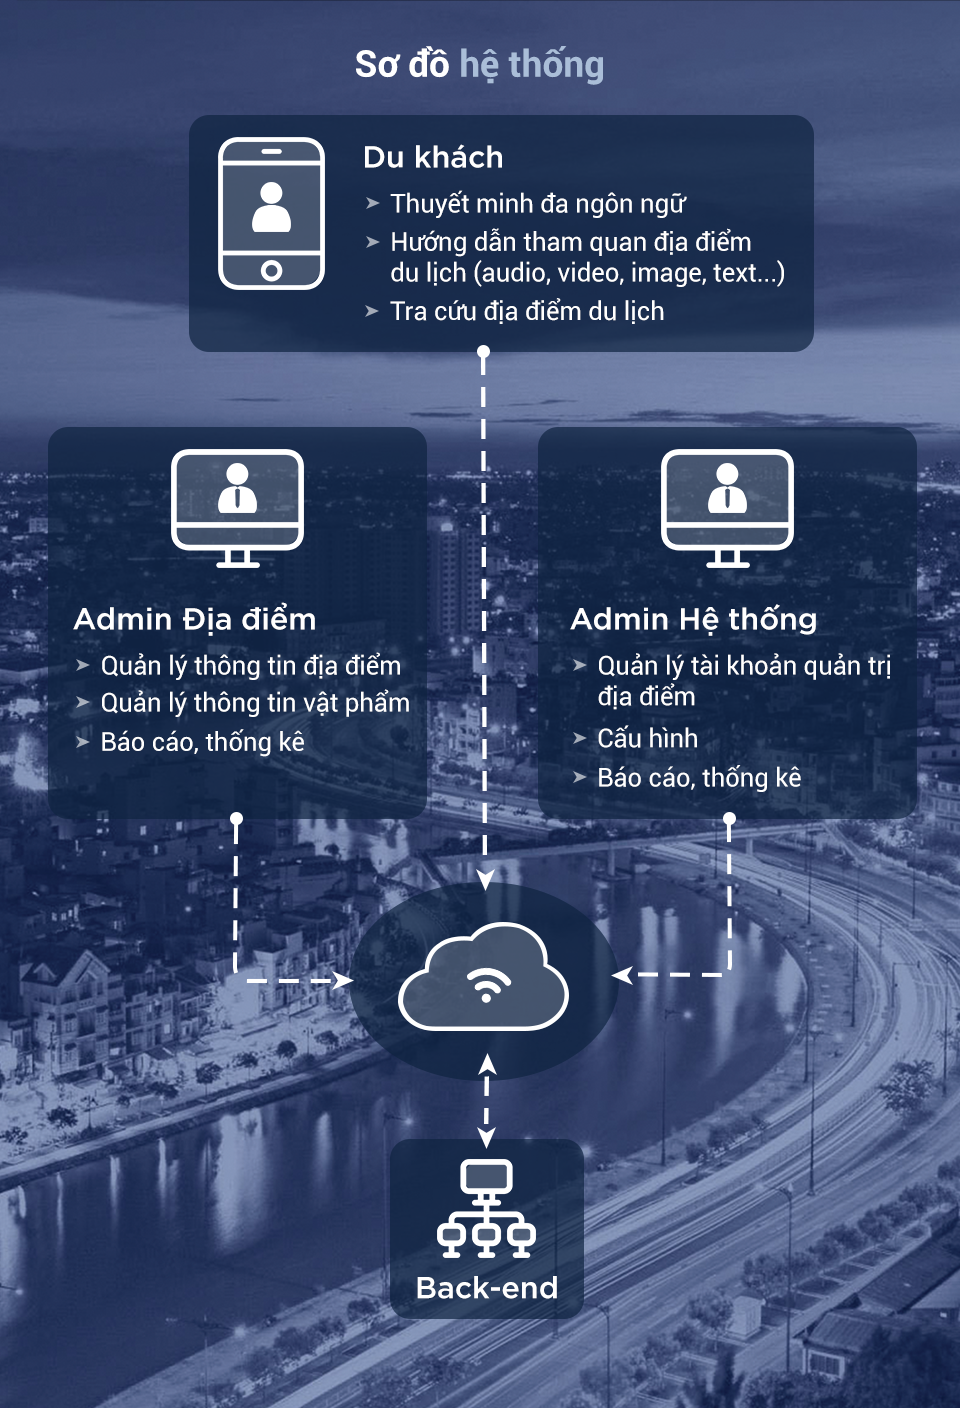 Sơ đồ hệ thống
Du khách
Thuyết minh đa ngôn ngữ
Hướng dẫn tham quan địa điểm
du lịch (audio, video, image, text...)
Tra cứu địa điểm du lịch
Admin Địa điểm
Quản lý thông tin địa điểm
Quản lý thông tin vật phẩm
Báo cáo, thống kê
Admin Hệ thống
Quản lý tài khoản quản trị
địa điểm
Cấu hình
Báo cáo, thống kê
Back-end